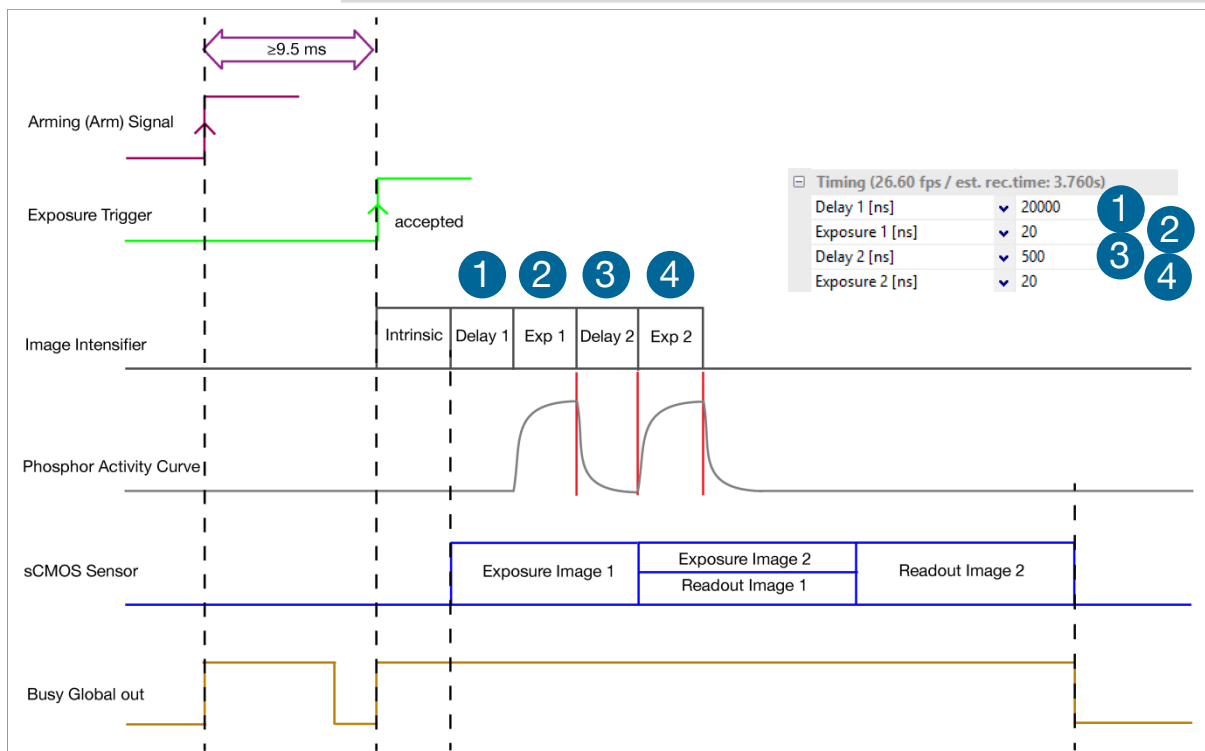 ≥9.5 ms
Arming (Arm) Signal
Exposure Trigger
accepted
Timing (26.60 fps / est. rec.time: 3.760s)
Delay 1 [ns] 20000 1
Exposure 1 [ns] 20 2
Delay 2 [ns] 500 3
Exposure 2 [ns] 20 4
1 2 3 4
Image Intensifier
Intrinsic Delay 1 Exp 1 Delay 2 Exp 2
Phosphor Activity Curve
sCMOS Sensor
Exposure Image 1
Exposure Image 2
Readout Image 1
Readout Image 2
Busy Global out